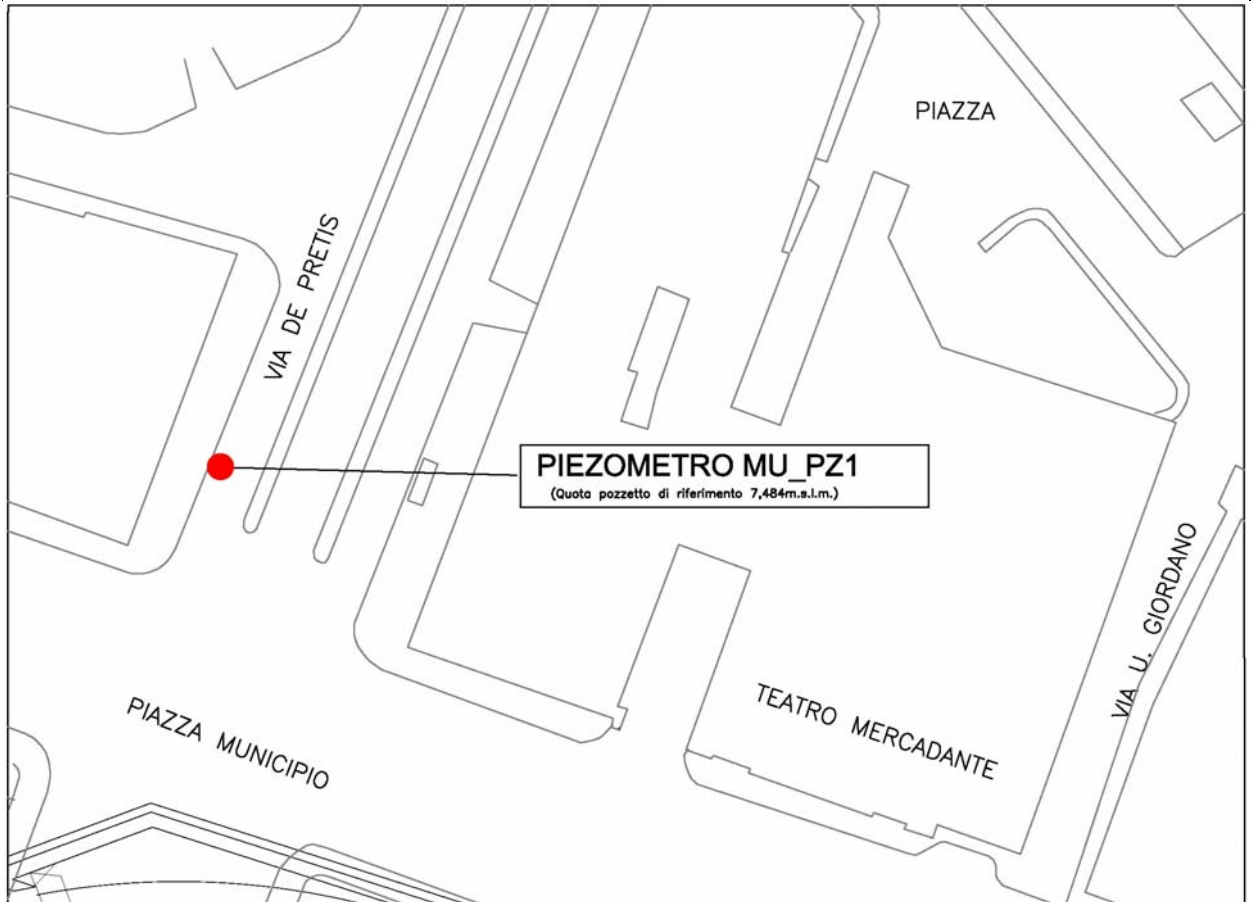 PIAZZA
VIA DE PRETIS
PIEZOMETRO MU_PZ1
(Quota pozzetto di riferimento 7,484m.s.l.m.)
VIA U. GIORDANO
TEATRO MERCADANTE
PIAZZA MUNICIPIO